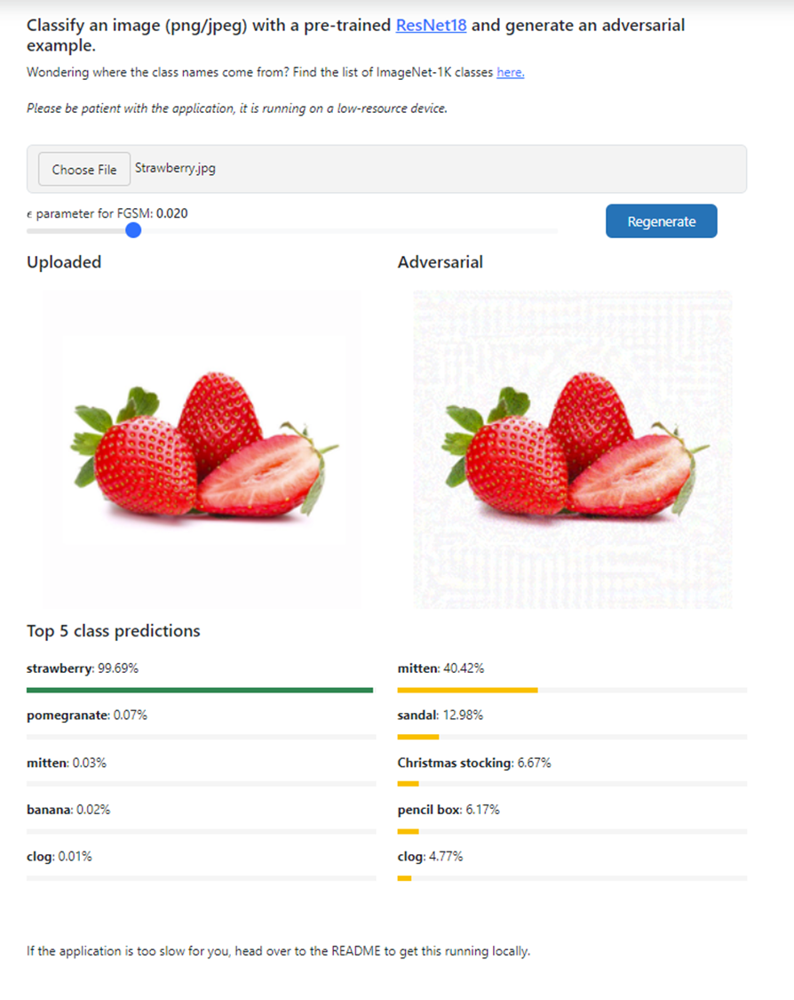 Classify an image (png/jpeg) with a pre-trained ResNet18 and generate an adversarial
example.
Wondering where the class names come from? Find the list of ImageNet-1K classes here.
Please be patient with the application, it is running on a low-resource device.
Choose File Strawberry.jpg
ϵ parameter for FGSM: 0.020
Regenerate
Uploaded
Adversarial
Top 5 class predictions
strawberry: 99.69%
pomegranate: 0.07%
mitten: 0.03%
banana: 0.02%
clog: 0.01%
mitten: 40.42%
sandal: 12.98%
Christmas stocking: 6.67%
pencil box: 6.17%
clog: 4.77%
If the application is too slow for you, head over to the README to get this running locally.